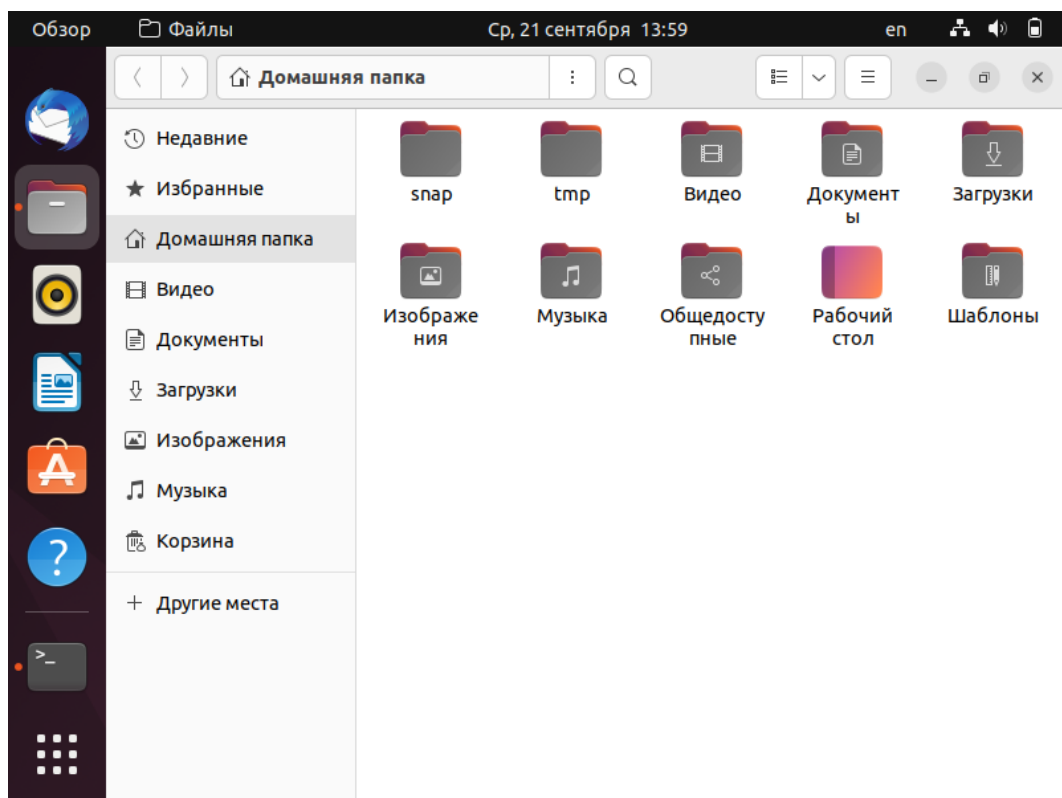 Обзор Файлы Ср, 21 сентября 13:59 en
Домашняя папка
Недавние
Избранные
Домашняя папка
Видео
Документы
Загрузки
Изображения
Музыка
Корзина
Другие места
snap tmp Видео Документ Загрузки
ы
Изображе Музыка Общедосту Рабочий Шаблоны
ния пные стол